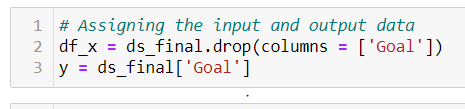 1 # Assigning the input and output data
2 df_x = ds_final.drop(columns = ['Goal'])
3 y = ds_final['Goal']